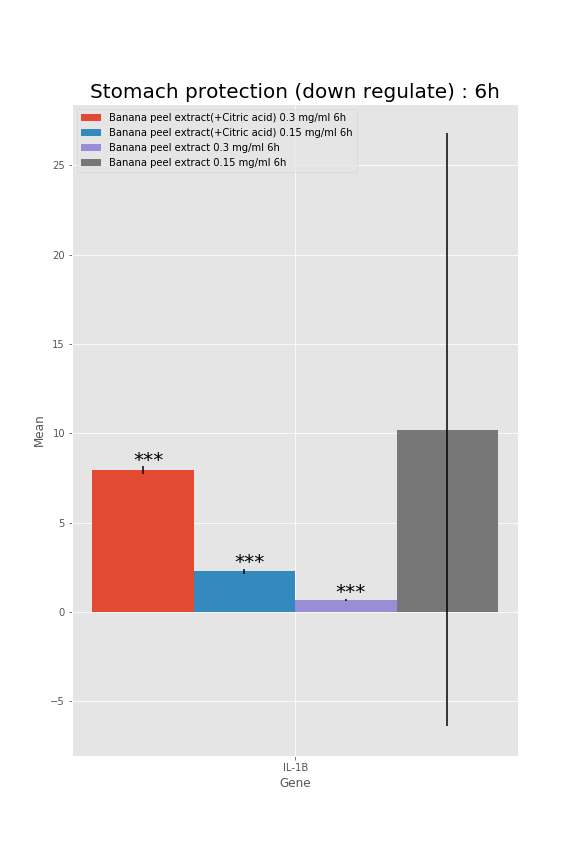 Stomach protection (down regulate) : 6h
Banana peel extract(+Citric acid) 0.3 mg/ml 6h
Banana peel extract(+Citric acid) 0.15 mg/ml 6h
Banana peel extract 0.3 mg/ml 6h
Banana peel extract 0.15 mg/ml 6h
25
20
15
10
5
0
−5
Mean
***
***
***
IL-1B
Gene